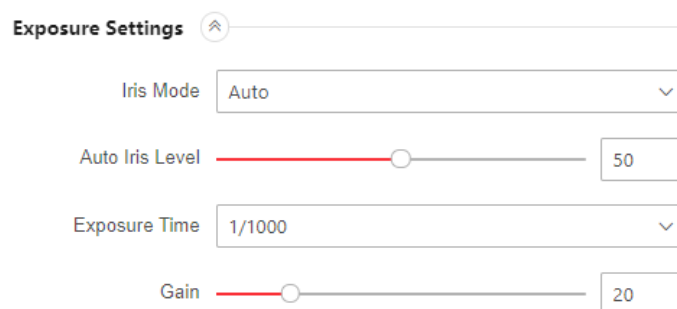 Exposure Settings
Iris Mode Auto
Auto Iris Level 50
Exposure Time 1/1000
Gain 20